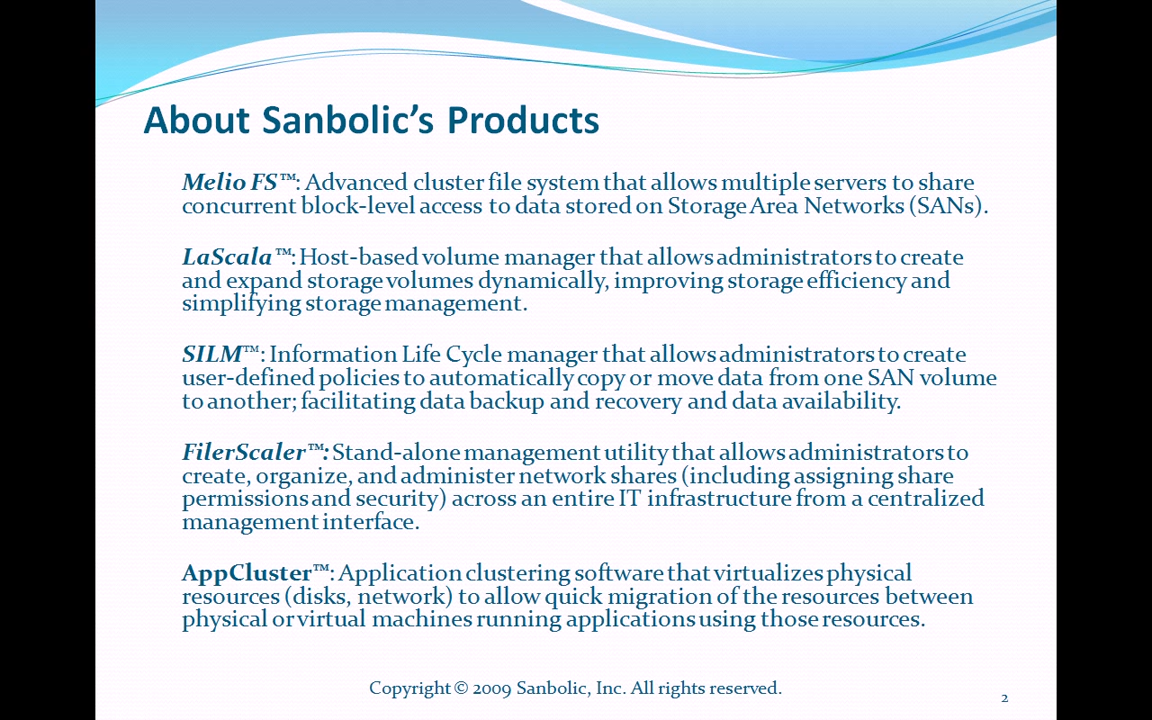 About Sanbolic’s Products
Melio FS™: Advanced cluster file system that allows multiple servers to share
concurrent block-level access to data stored on Storage Area Networks (SANs).
LaScala™: Host-based volume manager that allows administrators to create
and expand storage volumes dynamically, improving storage efficiency and
simplifying storage management.
SILM™: Information Life Cycle manager that allows administrators to create
user-defined policies to automatically copy or move data from one SAN volume
to another; facilitating data backup and recovery and data availability.
FilerScaler™: Stand-alone management utility that allows administrators to
create, organize, and administer network shares (including assigning share
permissions and security) across an entire IT infrastructure from a centralized
management interface.
AppCluster™: Application clustering software that virtualizes physical
resources (disks, network) to allow quick migration of the resources between
physical or virtual machines running applications using those resources.
Copyright © 2009 Sanbolic, Inc. All rights reserved.
2